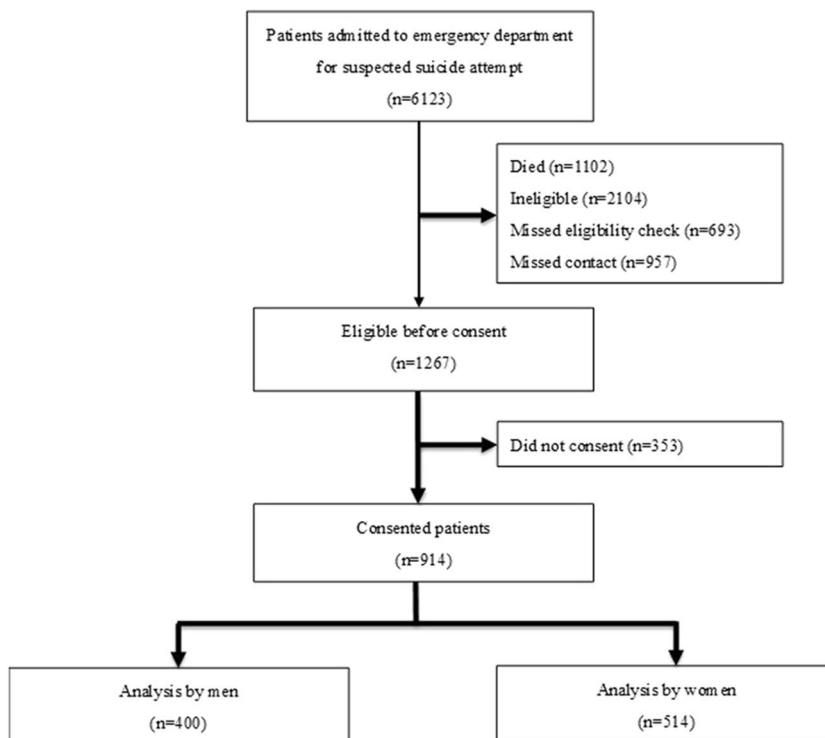 Patients admitted to emergency department
for suspected suicide attempt
(n=6123)
Died (n=1102)
Ineligible (n=2104)
Missed eligibility check (n=693)
Missed contact (n=957)
Eligible before consent
(n=1267)
Did not consent (n=353)
Consented patients
(n=914)
Analysis by men
(n=400)
Analysis by women
(n=514)